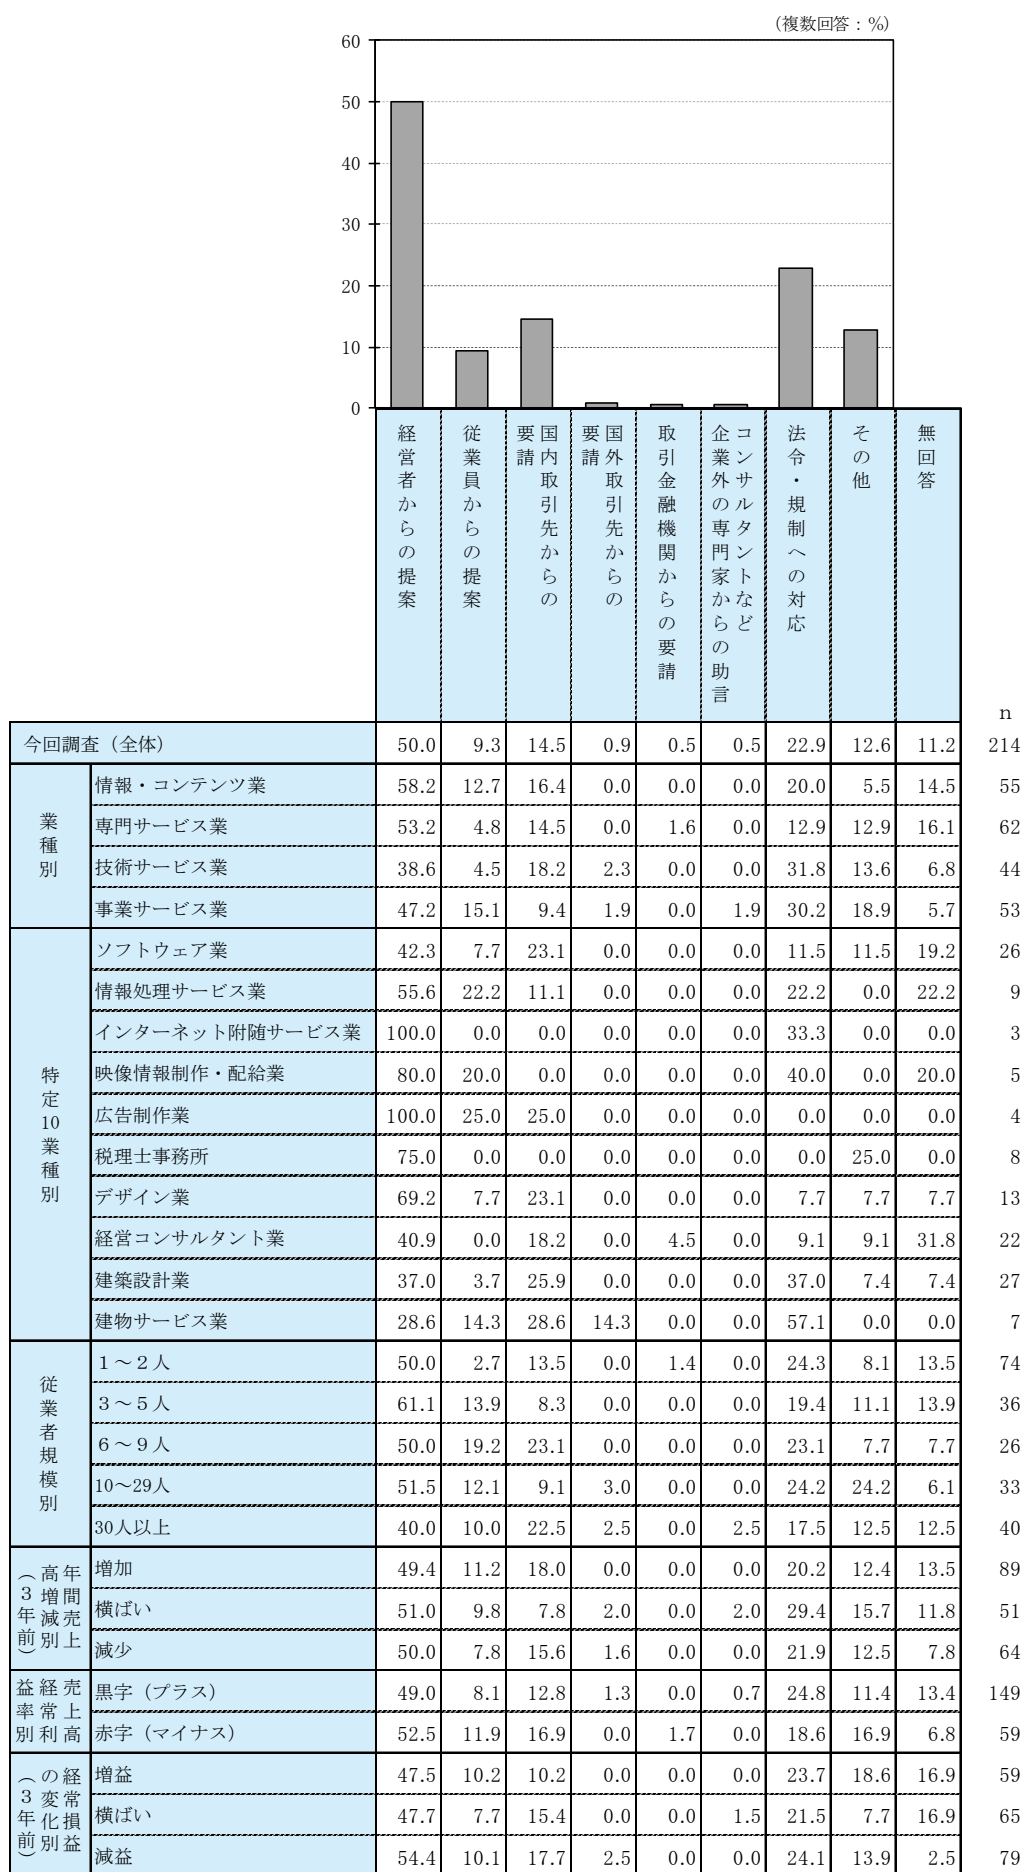 （複数回答：%）
60
50
40
30
20
10
0
経営者からの提案
従業員からの提案
国内取引先からの
要請
国外取引先からの
要請
取引金融機関からの要請
コンサルタントなど
企業外の専門家からの助言
法令・規制への対応
その他
無回答
n
今回調査（全体） 50.0 9.3 14.5 0.9 0.5 0.5 22.9 12.6 11.2 214
業種別
情報・コンテンツ業 58.2 12.7 16.4 0.0 0.0 0.0 20.0 5.5 14.5 55
専門サービス業 53.2 4.8 14.5 0.0 1.6 0.0 12.9 12.9 16.1 62
技術サービス業 38.6 4.5 18.2 2.3 0.0 0.0 31.8 13.6 6.8 44
事業サービス業 47.2 15.1 9.4 1.9 0.0 1.9 30.2 18.9 5.7 53
特定10業種別
ソフトウェア業 42.3 7.7 23.1 0.0 0.0 0.0 11.5 11.5 19.2 26
情報処理サービス業 55.6 22.2 11.1 0.0 0.0 0.0 22.2 0.0 22.2 9
インターネット附随サービス業 100.0 0.0 0.0 0.0 0.0 0.0 33.3 0.0 0.0 3
映像情報制作・配給業 80.0 20.0 0.0 0.0 0.0 0.0 40.0 0.0 20.0 5
広告制作業 100.0 25.0 25.0 0.0 0.0 0.0 0.0 0.0 0.0 4
税理士事務所 75.0 0.0 0.0 0.0 0.0 0.0 0.0 25.0 0.0 8
デザイン業 69.2 7.7 23.1 0.0 0.0 0.0 7.7 7.7 7.7 13
経営コンサルタント業 40.9 0.0 18.2 0.0 4.5 0.0 9.1 9.1 31.8 22
建築設計業 37.0 3.7 25.9 0.0 0.0 0.0 37.0 7.4 7.4 27
建物サービス業 28.6 14.3 28.6 14.3 0.0 0.0 57.1 0.0 0.0 7
従業者規模別
１～２人 50.0 2.7 13.5 0.0 1.4 0.0 24.3 8.1 13.5 74
３～５人 61.1 13.9 8.3 0.0 0.0 0.0 19.4 11.1 13.9 36
６～９人 50.0 19.2 23.1 0.0 0.0 0.0 23.1 7.7 7.7 26
10～29人 51.5 12.1 9.1 3.0 0.0 0.0 24.2 24.2 6.1 33
30人以上 40.0 10.0 22.5 2.5 0.0 2.5 17.5 12.5 12.5 40
年間売上
高増減別
（３年前）
増加 49.4 11.2 18.0 0.0 0.0 0.0 20.2 12.4 13.5 89
横ばい 51.0 9.8 7.8 2.0 0.0 2.0 29.4 15.7 11.8 51
減少 50.0 7.8 15.6 1.6 0.0 0.0 21.9 12.5 7.8 64
売上高
経常利
益率別
黒字（プラス） 49.0 8.1 12.8 1.3 0.0 0.7 24.8 11.4 13.4 149
赤字（マイナス） 52.5 11.9 16.9 0.0 1.7 0.0 18.6 16.9 6.8 59
経常損益
の変化別
（３年前）
増益 47.5 10.2 10.2 0.0 0.0 0.0 23.7 18.6 16.9 59
横ばい 47.7 7.7 15.4 0.0 0.0 1.5 21.5 7.7 16.9 65
減益 54.4 10.1 17.7 2.5 0.0 0.0 24.1 13.9 2.5 79